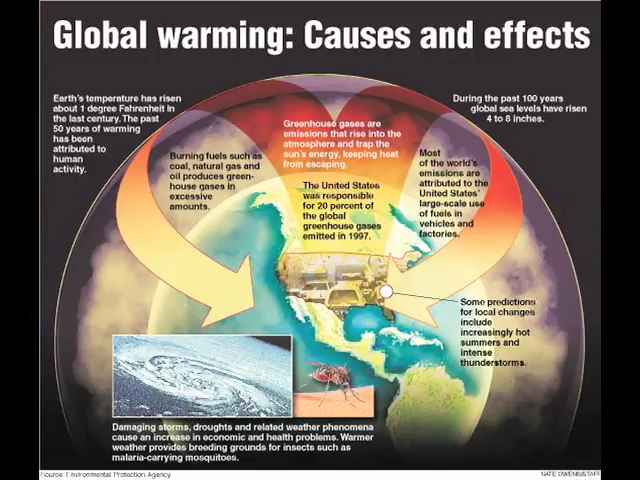 Global warming: Causes and effects
Earth's temperature has risen
about 1 degree Fahrenheit in
the last century. The past
50 years of warming
has been
attributed to
human
activity.
Burning fuels such as
coal, natural gas and
oil produces green-
house gases in
excessive
amounts.
Greenhouse gases are
emissions that rise into the
atmosphere and trap the
sun's energy, keeping heat
from escaping.
The United States
was responsible
for 20 percent of
the global
greenhouse gases
emitted in 1997.
During the past 100 years
global sea levels have risen
4 to 8 inches.
Most
of the world's
emissions are
attributed to the
United States'
large-scale use
of fuels in
vehicles and
factories.
Some predictions
for local changes
include
increasingly hot
summers and
intense
thunderstorms.
Damaging storms, droughts and related weather phenomena
cause an increase in economic and health problems. Warmer
weather provides breeding grounds for insects such as
malaria-carrying mosquitoes.
Source: Environmental Protection Agency
NATE OWENS/STAFF